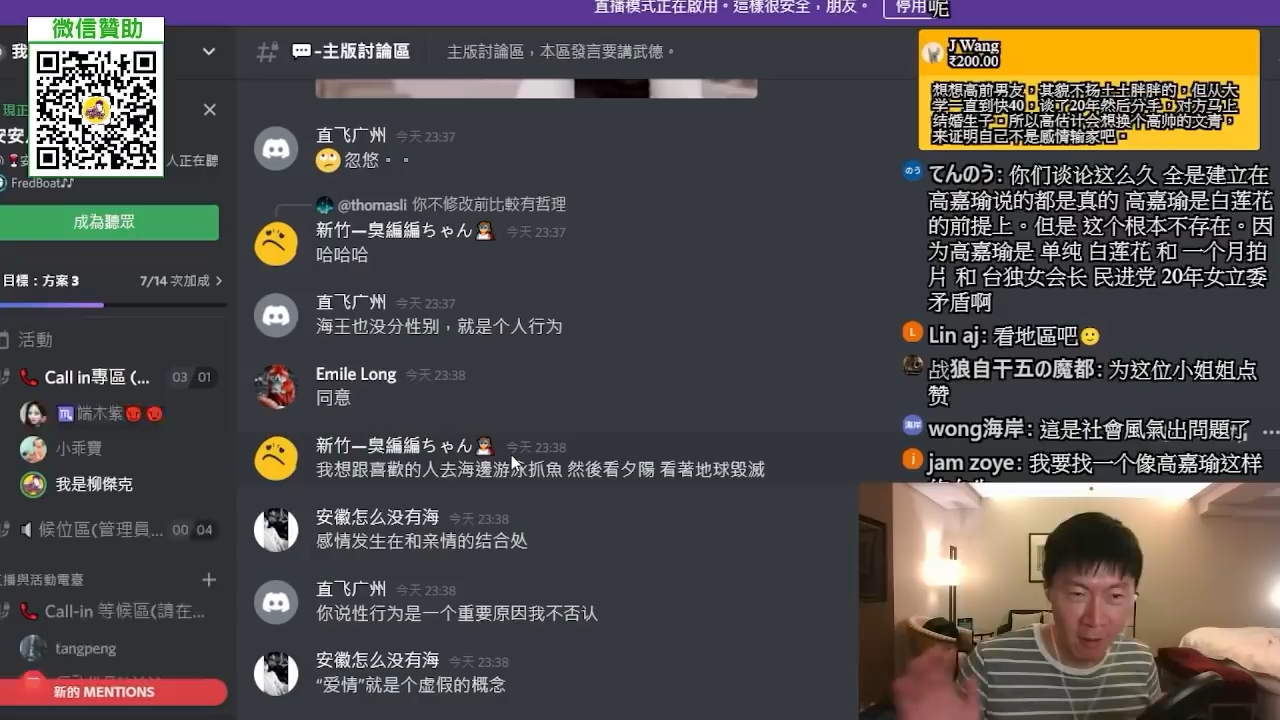 直播模式正在啟用。這樣很安全，朋友。
停用
呢
微信贊助
我
-主版討論區
主版討論區，本區發言要講武德。
現正
安安
人正在聽
FredBoat♪♪
成為聽眾
目標：方案 3
7/14 次加成
活動
Call in專區 (...
03 01
端木紫
小乖寶
我是柳傑克
候位區(管理員...
00 04
直播與活動電臺
Call-in 等候區(請在...
tangpeng
新的 MENTIONS
直飞广州 今天 23:37
忽悠。。
@thomasli 你不修改前比較有哲理
新竹—臭編編ちゃん 今天 23:37
哈哈哈
直飞广州 今天 23:37
海王也没分性别，就是个人行为
Emile Long 今天 23:38
同意
新竹—臭編編ちゃん 今天 23:38
我想跟喜歡的人去海邊游泳抓魚 然後看夕陽 看著地球毀滅
安徽怎么没有海 今天 23:38
感情发生在和亲情的结合处
直飞广州 今天 23:38
你说性行为是一个重要原因我不否认
安徽怎么没有海 今天 23:38
“爱情”就是个虚假的概念
J Wang
₹200.00
想想高前男友，其貌不扬土土胖胖的，但从大
学一直到快40，谈了20年然后分手，对方马上
结婚生子。所以高估计会想换个高帅的文青，
来证明自己不是感情输家吧。
てんのう: 你们谈论这么久 全是建立在
高嘉瑜说的都是真的 高嘉瑜是白莲花
的前提上。但是 这个根本不存在。因
为高嘉瑜是 单纯 白莲花 和 一个月拍
片 和 台独女会长 民进党 20年女立委
矛盾啊
Lin aj: 看地區吧
战狼自干五の魔都: 为这位小姐姐点
赞
wong海岸: 這是社會風氣出問題了
jam zoye: 我要找一个像高嘉瑜这样